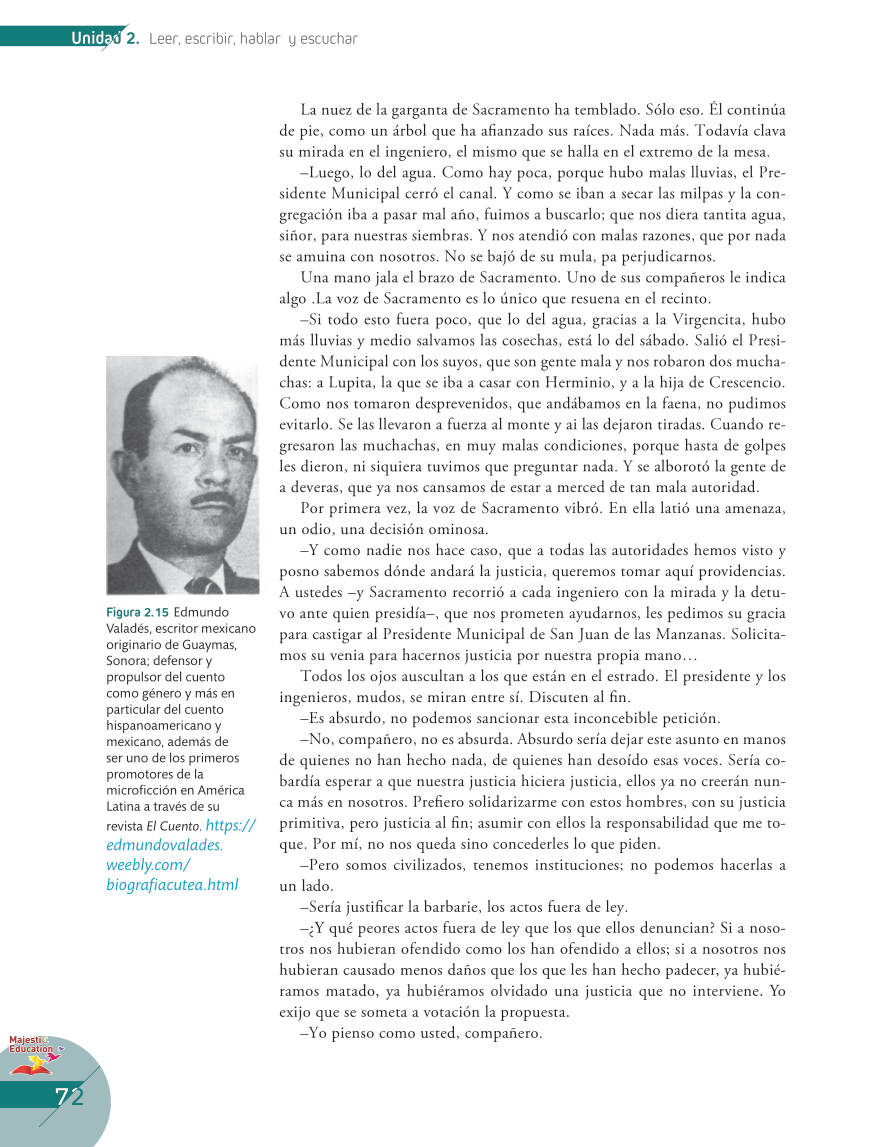 Unidad 2. Leer, escribir, hablar y escuchar
La nuez de la garganta de Sacramento ha temblado. Sólo eso. Él continúa
de pie, como un árbol que ha afianzado sus raíces. Nada más. Todavía clava
su mirada en el ingeniero, el mismo que se halla en el extremo de la mesa.
–Luego, lo del agua. Como hay poca, porque hubo malas lluvias, el Pre-
sidente Municipal cerró el canal. Y como se iban a secar las milpas y la con-
gregación iba a pasar mal año, fuimos a buscarlo; que nos diera tantita agua,
siñor, para nuestras siembras. Y nos atendió con malas razones, que por nada
se amuina con nosotros. No se bajó de su mula, pa perjudicarnos.
Una mano jala el brazo de Sacramento. Uno de sus compañeros le indica
algo .La voz de Sacramento es lo único que resuena en el recinto.
–Si todo esto fuera poco, que lo del agua, gracias a la Virgencita, hubo
más lluvias y medio salvamos las cosechas, está lo del sábado. Salió el Presi-
dente Municipal con los suyos, que son gente mala y nos robaron dos mucha-
chas: a Lupita, la que se iba a casar con Herminio, y a la hija de Crescencio.
Como nos tomaron desprevenidos, que andábamos en la faena, no pudimos
evitarlo. Se las llevaron a fuerza al monte y ai las dejaron tiradas. Cuando re-
gresaron las muchachas, en muy malas condiciones, porque hasta de golpes
les dieron, ni siquiera tuvimos que preguntar nada. Y se alborotó la gente de
a deveras, que ya nos cansamos de estar a merced de tan mala autoridad.
Por primera vez, la voz de Sacramento vibró. En ella latió una amenaza,
un odio, una decisión ominosa.
–Y como nadie nos hace caso, que a todas las autoridades hemos visto y
posno sabemos dónde andará la justicia, queremos tomar aquí providencias.
A ustedes –y Sacramento recorrió a cada ingeniero con la mirada y la detu-
vo ante quien presidía–, que nos prometen ayudarnos, les pedimos su gracia
para castigar al Presidente Municipal de San Juan de las Manzanas. Solicita-
mos su venia para hacernos justicia por nuestra propia mano…
Todos los ojos auscultan a los que están en el estrado. El presidente y los
ingenieros, mudos, se miran entre sí. Discuten al fin.
–Es absurdo, no podemos sancionar esta inconcebible petición.
–No, compañero, no es absurda. Absurdo sería dejar este asunto en manos
de quienes no han hecho nada, de quienes han desoído esas voces. Sería co-
bardía esperar a que nuestra justicia hiciera justicia, ellos ya no creerán nun-
ca más en nosotros. Prefiero solidarizarme con estos hombres, con su justicia
primitiva, pero justicia al fin; asumir con ellos la responsabilidad que me to-
que. Por mí, no nos queda sino concederles lo que piden.
–Pero somos civilizados, tenemos instituciones; no podemos hacerlas a
un lado.
–Sería justificar la barbarie, los actos fuera de ley.
–¿Y qué peores actos fuera de ley que los que ellos denuncian? Si a noso-
tros nos hubieran ofendido como los han ofendido a ellos; si a nosotros nos
hubieran causado menos daños que los que les han hecho padecer, ya hubié-
ramos matado, ya hubiéramos olvidado una justicia que no interviene. Yo
exijo que se someta a votación la propuesta.
–Yo pienso como usted, compañero.
Figura 2.15 Edmundo
Valadés, escritor mexicano
originario de Guaymas,
Sonora; defensor y
propulsor del cuento
como género y más en
particular del cuento
hispanoamericano y
mexicano, además de
ser uno de los primeros
promotores de la
microficción en América
Latina a través de su
revista El Cuento. https://
edmundovalades.
weebly.com/
biografiacutea.html
Majestic
Education
72